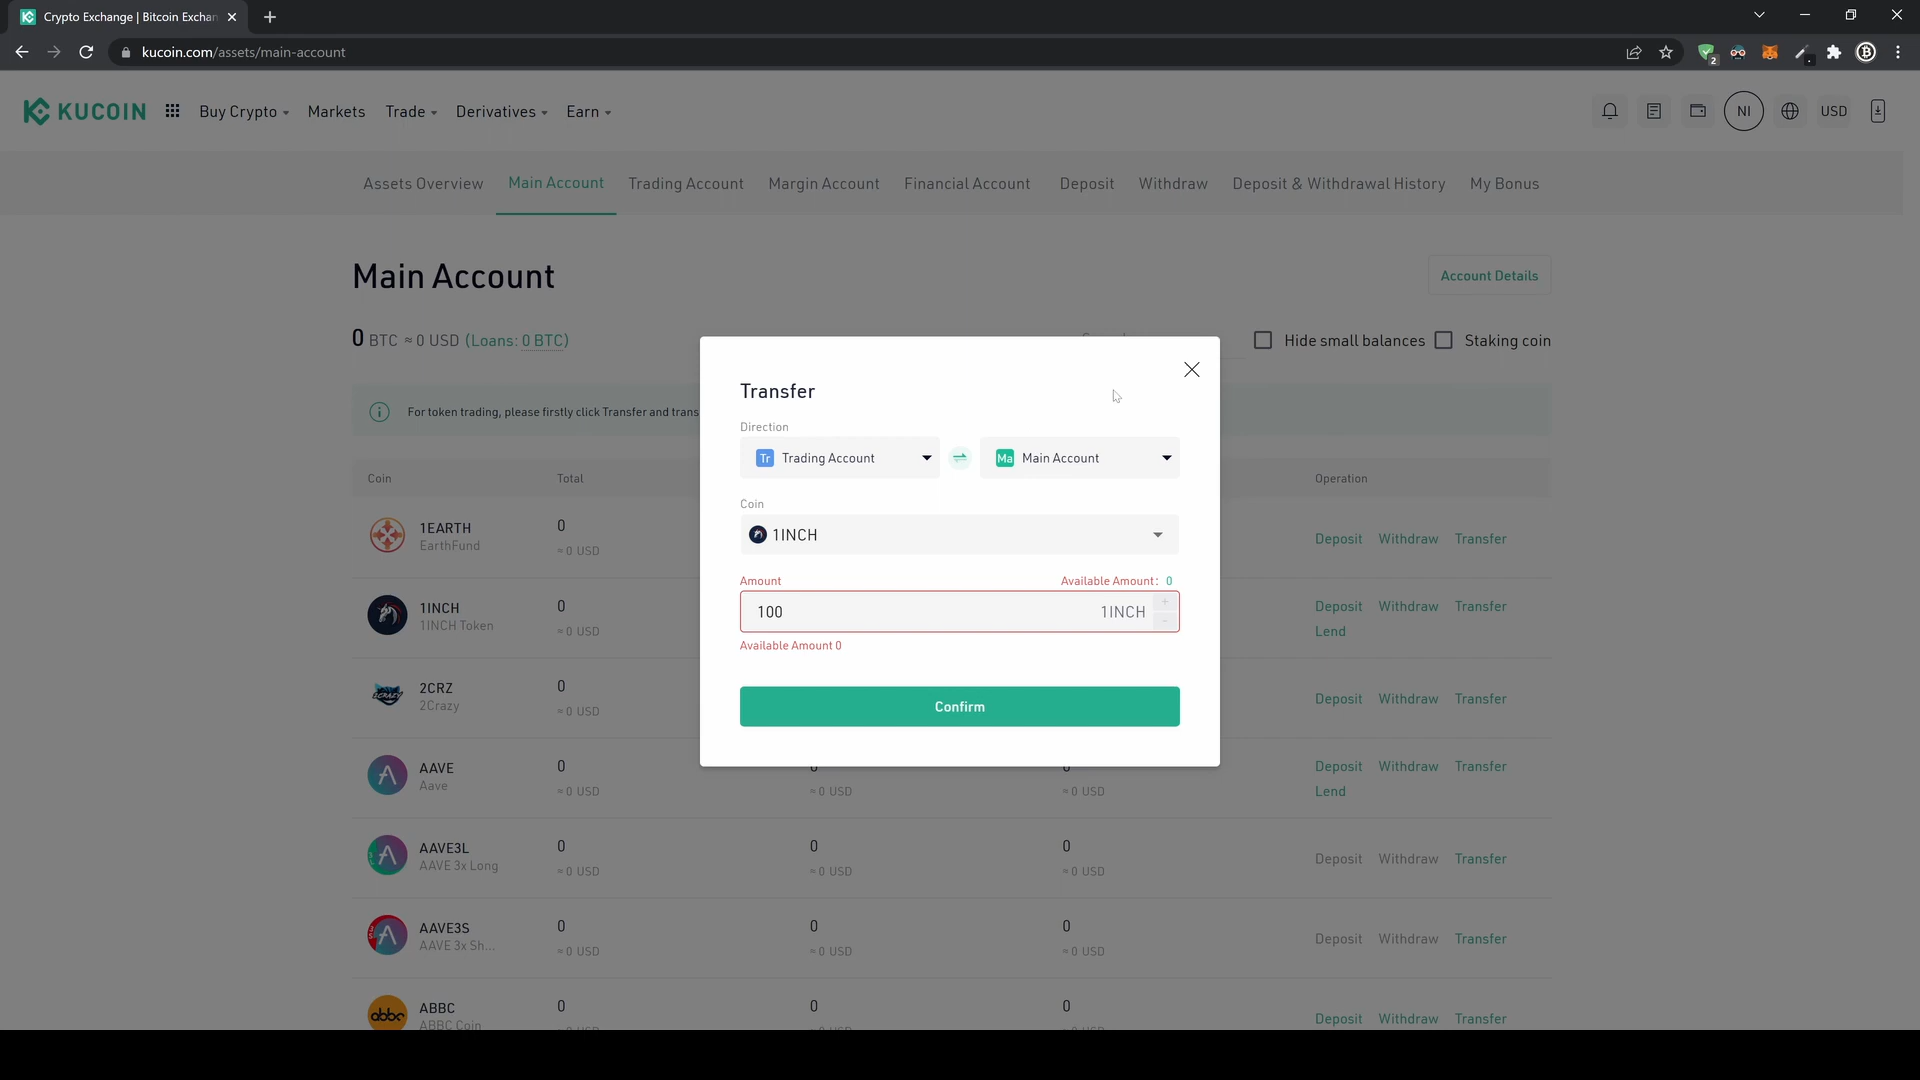 Crypto Exchange | Bitcoin Exchan
kucoin.com/assets/main-account
2
KUCOIN
Buy Crypto
Markets
Trade
Derivatives
Earn
NI
USD
Assets Overview
Main Account
Trading Account
Margin Account
Financial Account
Deposit
Withdraw
Deposit & Withdrawal History
My Bonus
Main Account
Account Details
0 BTC ≈ 0 USD (Loans: 0 BTC)
Hide small balances
Staking coin
For token trading, please firstly click Transfer and trans
Transfer
Direction
Tr Trading Account
Ma Main Account
Coin
1INCH
Amount
Available Amount: 0
100
1INCH
Available Amount 0
Confirm
Coin
Total
Operation
1EARTH
EarthFund
0
≈ 0 USD
Deposit Withdraw Transfer
1INCH
1INCH Token
0
≈ 0 USD
Deposit Withdraw Transfer
Lend
2CRZ
2Crazy
0
≈ 0 USD
Deposit Withdraw Transfer
AAVE
Aave
0
≈ 0 USD
0
≈ 0 USD
0
≈ 0 USD
Deposit Withdraw Transfer
Lend
AAVE3L
AAVE 3x Long
0
≈ 0 USD
0
≈ 0 USD
0
≈ 0 USD
Deposit Withdraw Transfer
AAVE3S
AAVE 3x Sh...
0
≈ 0 USD
0
≈ 0 USD
0
≈ 0 USD
Deposit Withdraw Transfer
abbc
ABBC
ABBC Coin
0
0
0
Deposit Withdraw Transfer